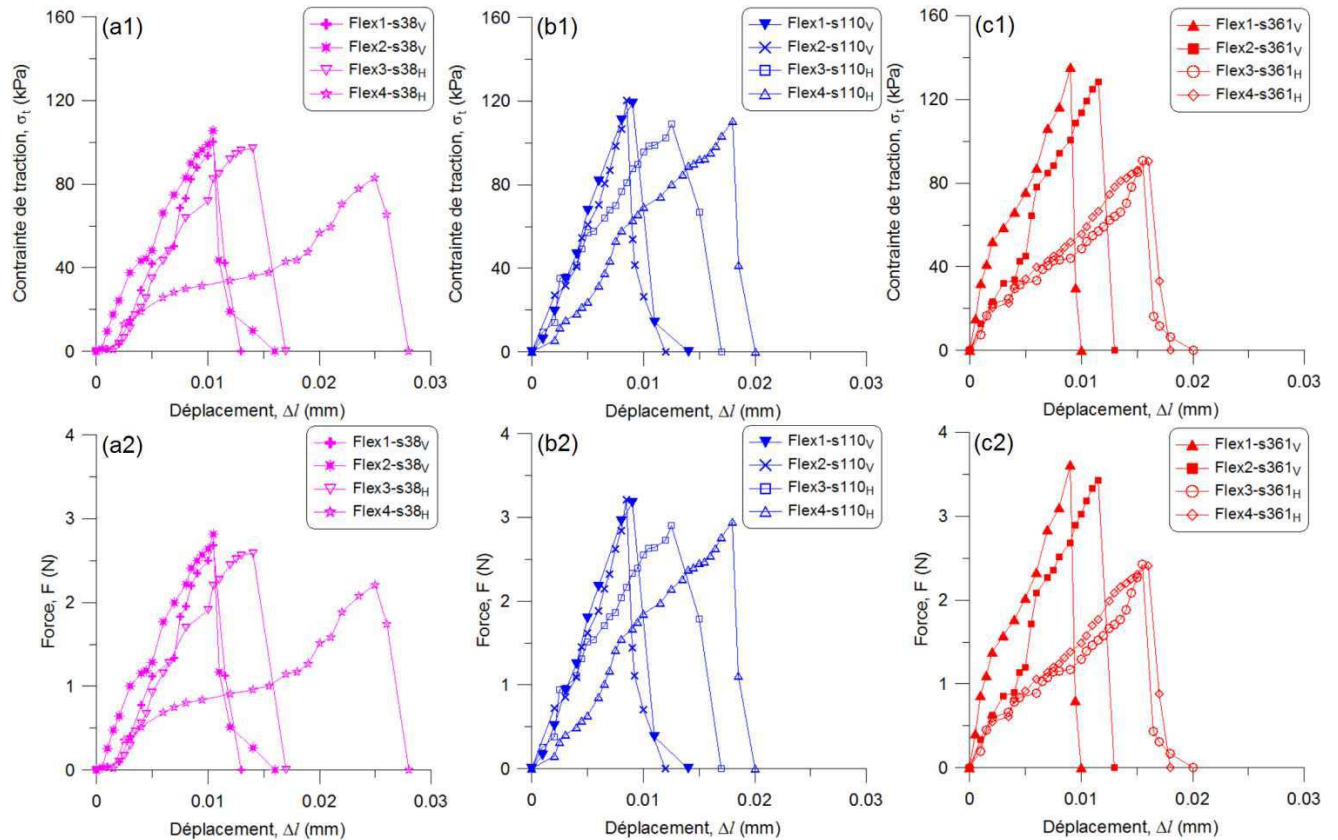 (a1)
Flex1-s38V
Flex2-s38V
Flex3-s38H
Flex4-s38H
Contrainte de traction, σt (kPa)
160
120
80
40
0
0
0.01
0.02
0.03
Déplacement, Δl (mm)
(b1)
Flex1-s110V
Flex2-s110V
Flex3-s110H
Flex4-s110H
Contrainte de traction, σt (kPa)
160
120
80
40
0
0
0.01
0.02
0.03
Déplacement, Δl (mm)
(c1)
Flex1-s361V
Flex2-s361V
Flex3-s361H
Flex4-s361H
Contrainte de traction, σt (kPa)
160
120
80
40
0
0
0.01
0.02
0.03
Déplacement, Δl (mm)
(a2)
Flex1-s38V
Flex2-s38V
Flex3-s38H
Flex4-s38H
Force, F (N)
4
3
2
1
0
0
0.01
0.02
0.03
Déplacement, Δl (mm)
(b2)
Flex1-s110V
Flex2-s110V
Flex3-s110H
Flex4-s110H
Force, F (N)
4
3
2
1
0
0
0.01
0.02
0.03
Déplacement, Δl (mm)
(c2)
Flex1-s361V
Flex2-s361V
Flex3-s361H
Flex4-s361H
Force, F (N)
4
3
2
1
0
0
0.01
0.02
0.03
Déplacement, Δl (mm)